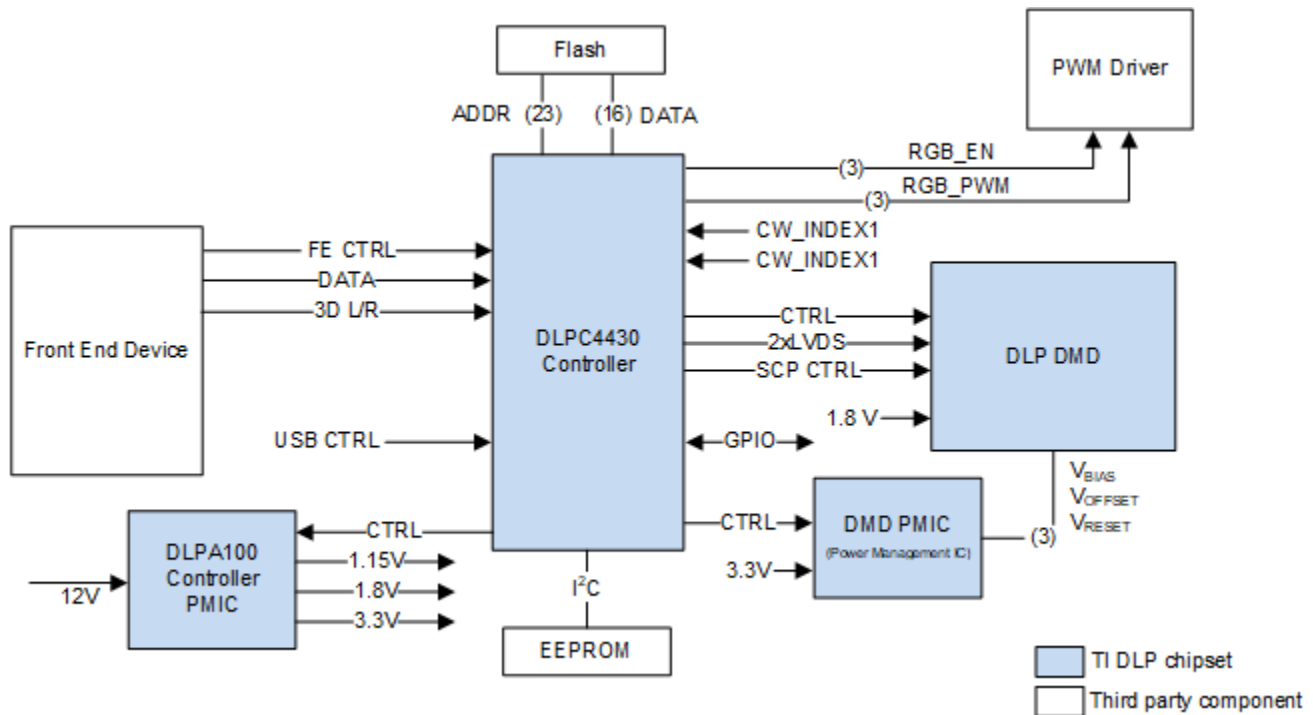 Flash
ADDR (23)
(16) DATA
PWM Driver
RGB_EN
(3)
RGB_PWM
(3)
CW_INDEX1
CW_INDEX1
Front End Device
FE CTRL
DATA
3D L/R
DLPC4430
Controller
CTRL
2xLVDS
SCP CTRL
DLP DMD
1.8 V
USB CTRL
GPIO
V_BIAS
V_OFFSET
V_RESET
(3)
CTRL
DMD PMIC
(Power Management IC)
3.3V
CTRL
DLPA100
Controller
PMIC
12V
1.15V
1.8V
3.3V
I²C
EEPROM
TI DLP chipset
Third party component